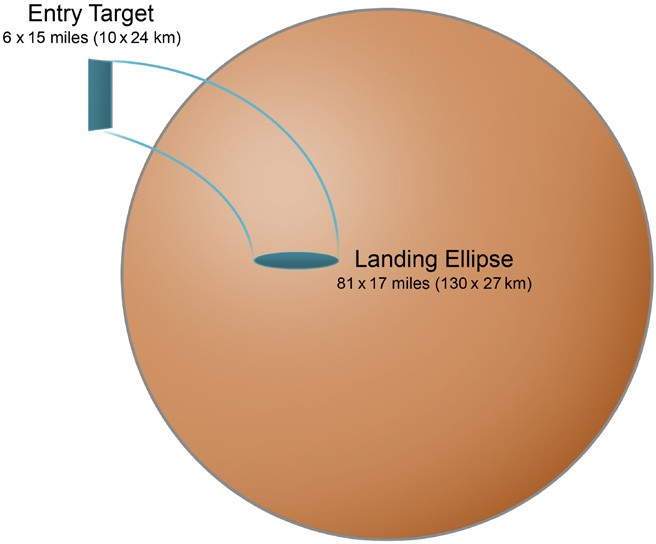 Entry Target
6 x 15 miles (10 x 24 km)
Landing Ellipse
81 x 17 miles (130 x 27 km)